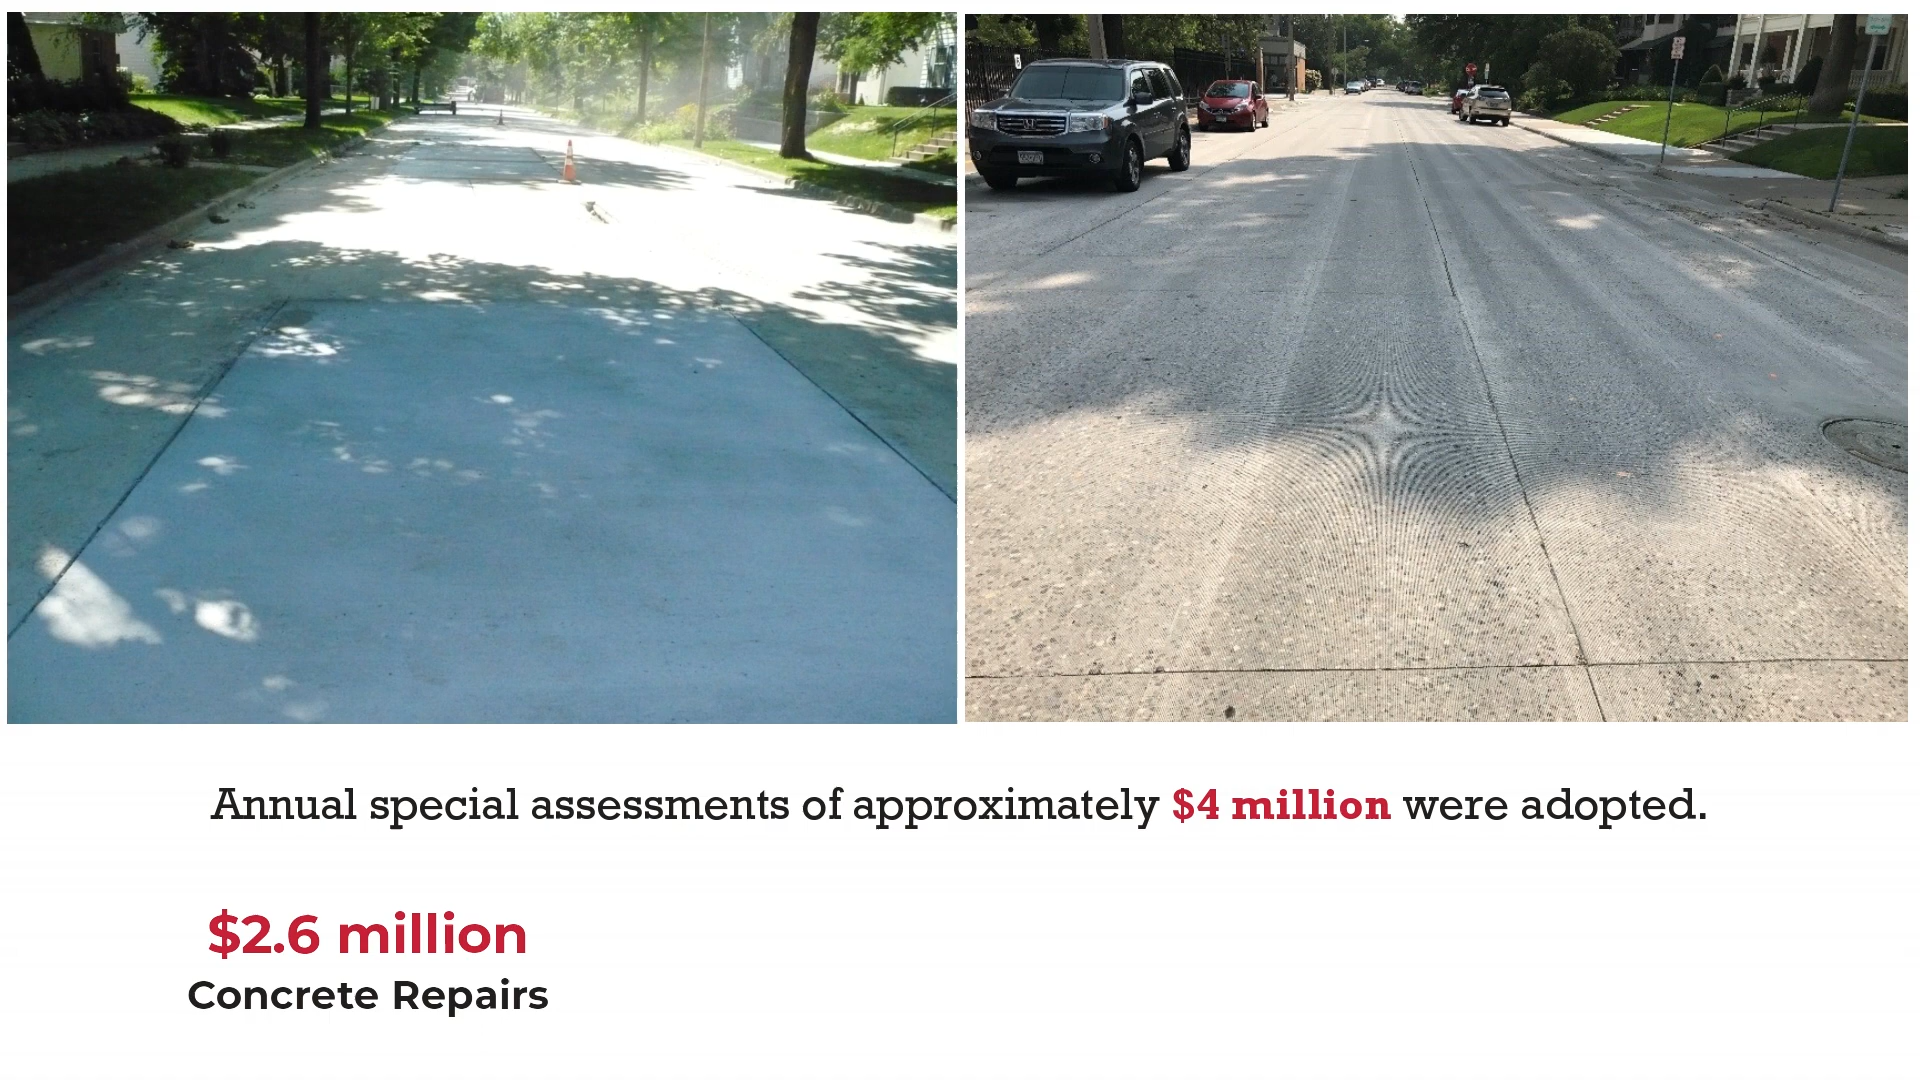 Annual special assessments of approximately $4 million were adopted.
$2.6 million
Concrete Repairs